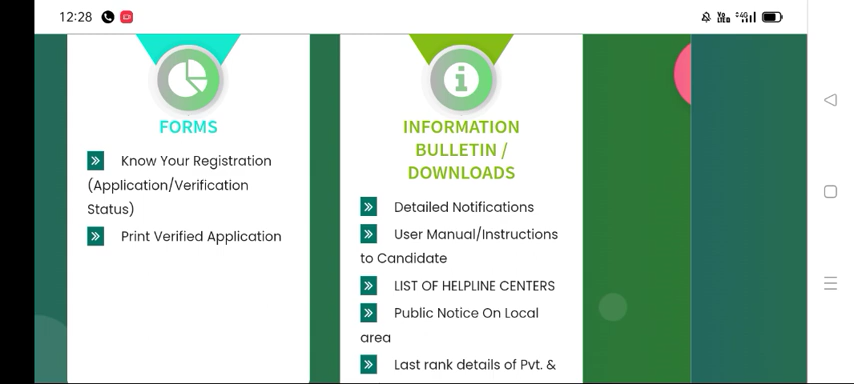 12:28
FORMS
Know Your Registration
(Application/Verification
Status)
Print Verified Application
INFORMATION
BULLETIN /
DOWNLOADS
Detailed Notifications
User Manual/Instructions
to Candidate
LIST OF HELPLINE CENTERS
Public Notice On Local
area
Last rank details of Pvt. &